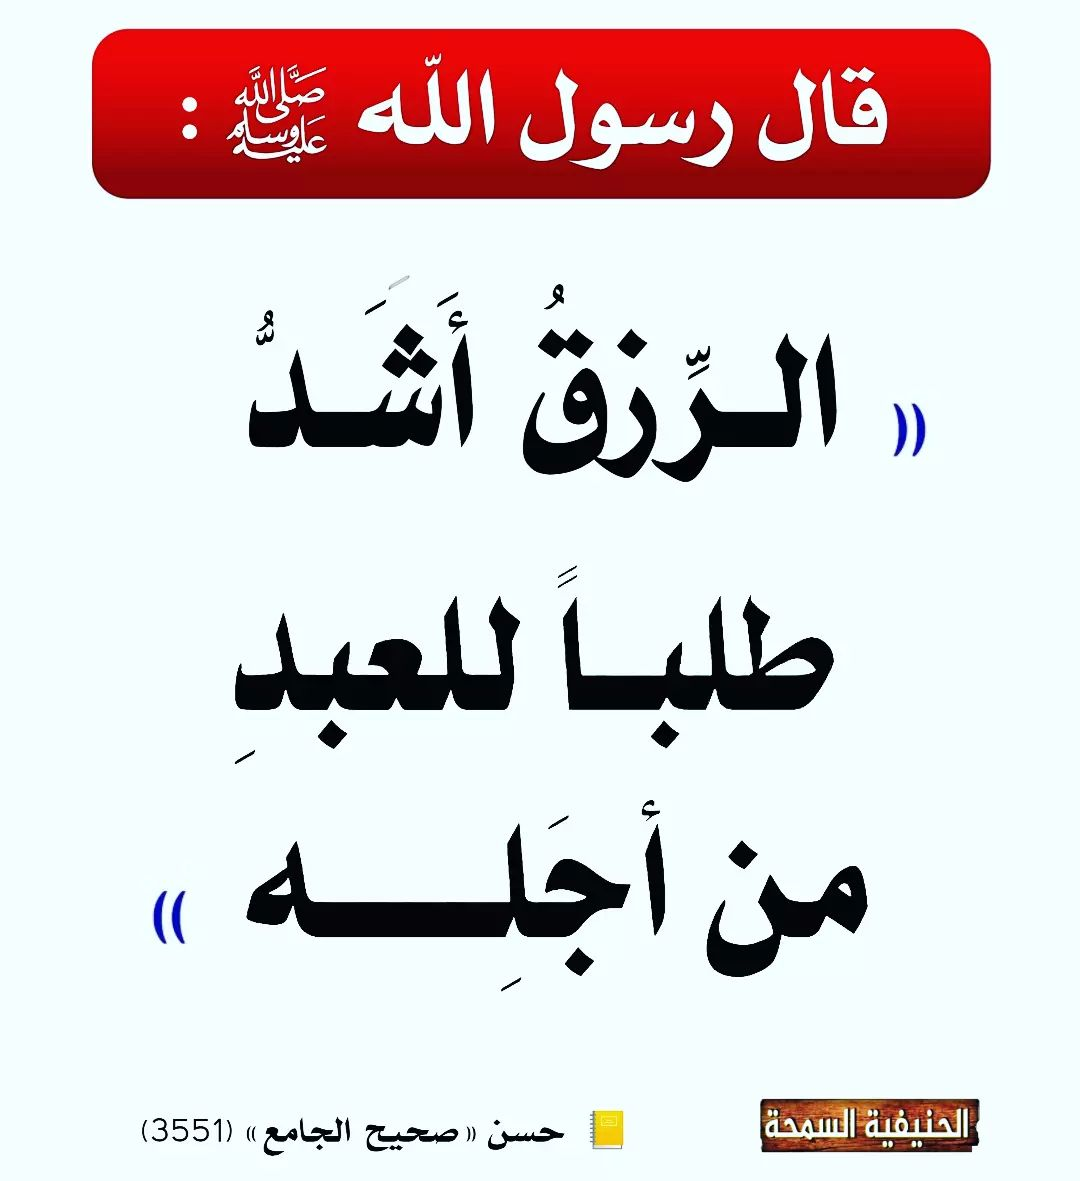 قال رسول الله ﷺ :
(( الـرِّزقُ أَشَـدُّ
طلبـاً للعبدِ
من أجَلِـــه ))
حسن ((صحيح الجامع)) (3551)
الحنيفية السمحة